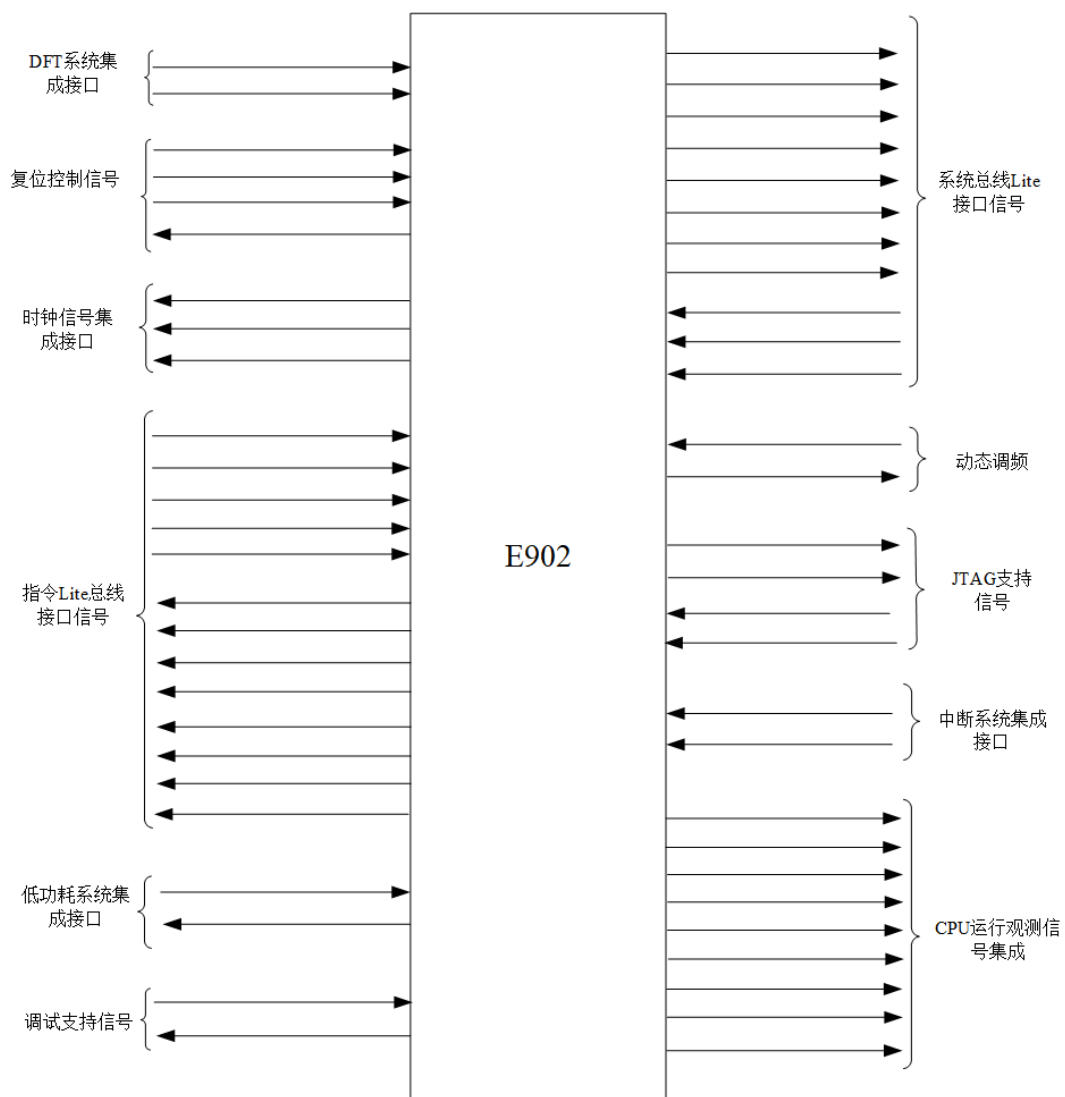 DFT系统集
成接口
复位控制信号
时钟信号集
成接口
指令Lite总线
接口信号
低功耗系统集
成接口
调试支持信号
E902
系统总线Lite
接口信号
动态调频
JTAG支持
信号
中断系统集成
接口
CPU运行观测信
号集成